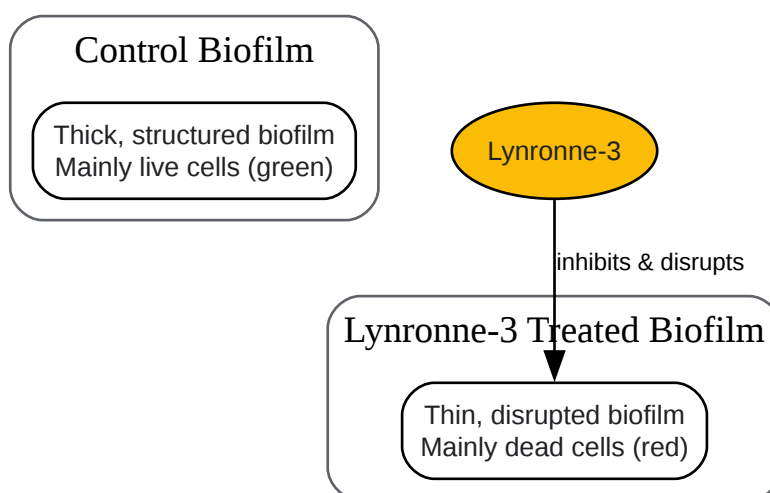 Control Biofilm
Thick, structured biofilm
Mainly live cells (green)
Lynronne-3
inhibits & disrupts
Lynronne-3 Treated Biofilm
Thin, disrupted biofilm
Mainly dead cells (red)